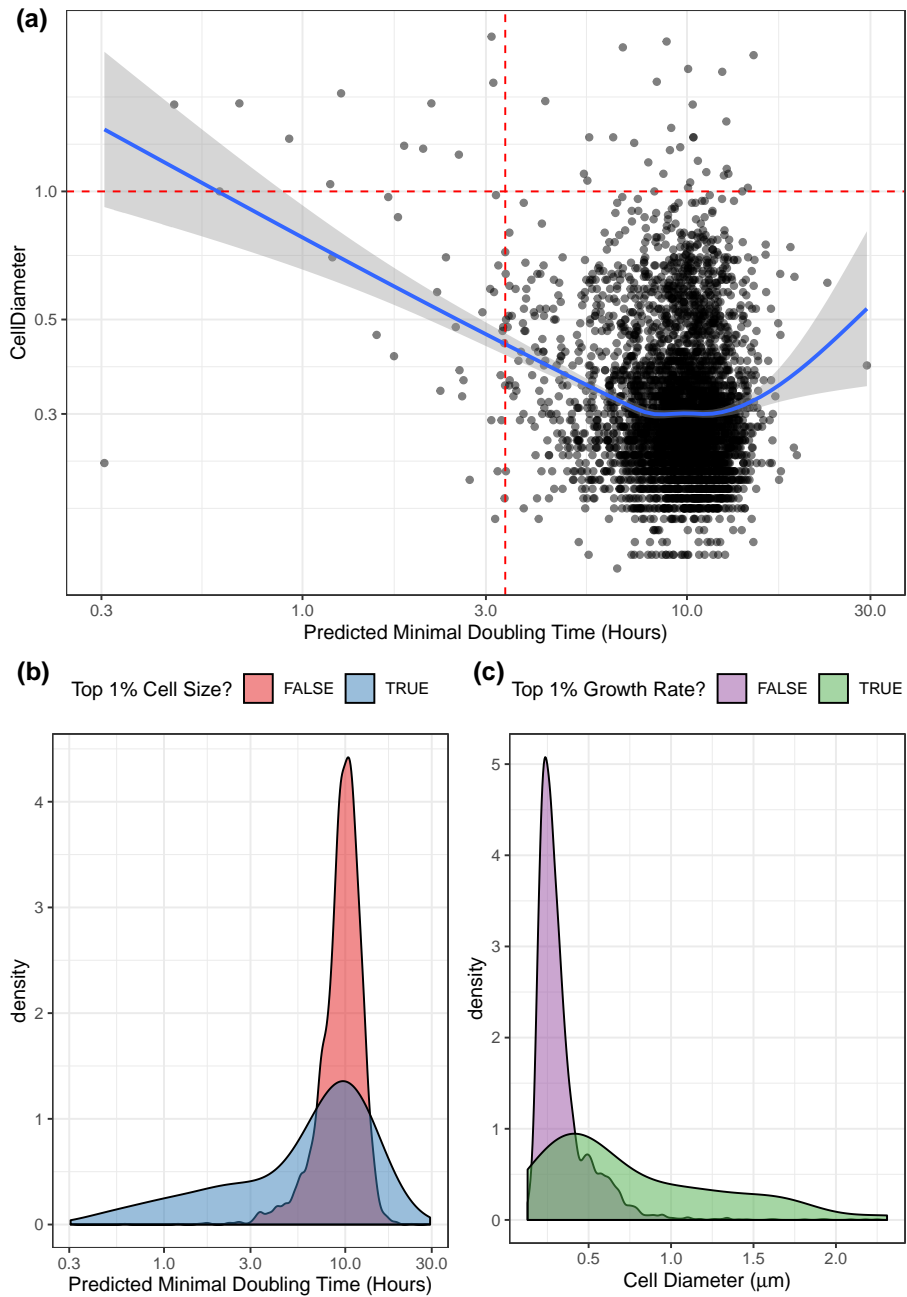 (a)
CellDiameter
1.0
0.5
0.3
0.3 1.0 3.0 10.0 30.0
Predicted Minimal Doubling Time (Hours)
(b)
Top 1% Cell Size? FALSE TRUE
density
4
3
2
1
0
0.3 1.0 3.0 10.0 30.0
Predicted Minimal Doubling Time (Hours)
(c)
Top 1% Growth Rate? FALSE TRUE
density
5
4
3
2
1
0
0.5 1.0 1.5 2.0
Cell Diameter (μm)